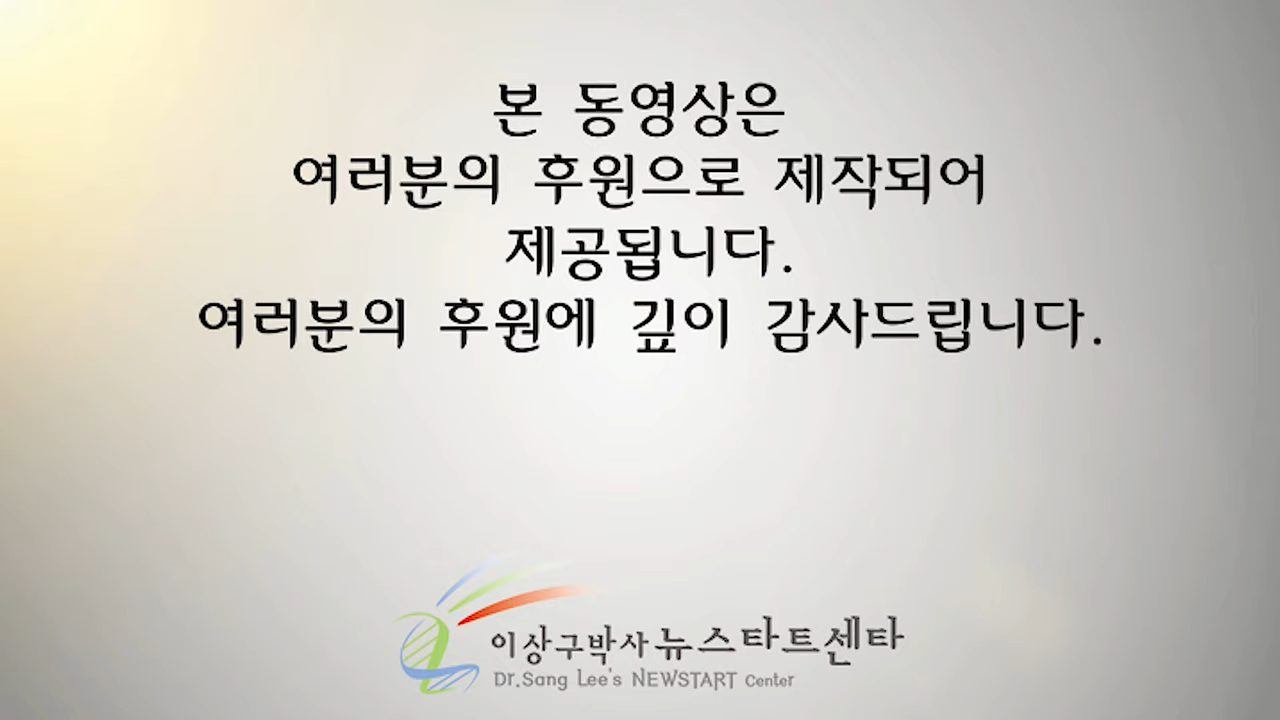 본 동영상은
여러분의 후원으로 제작되어
제공됩니다.
여러분의 후원에 깊이 감사드립니다.
이상구박사 뉴스타트센타
Dr.Sang Lee's NEWSTART Center